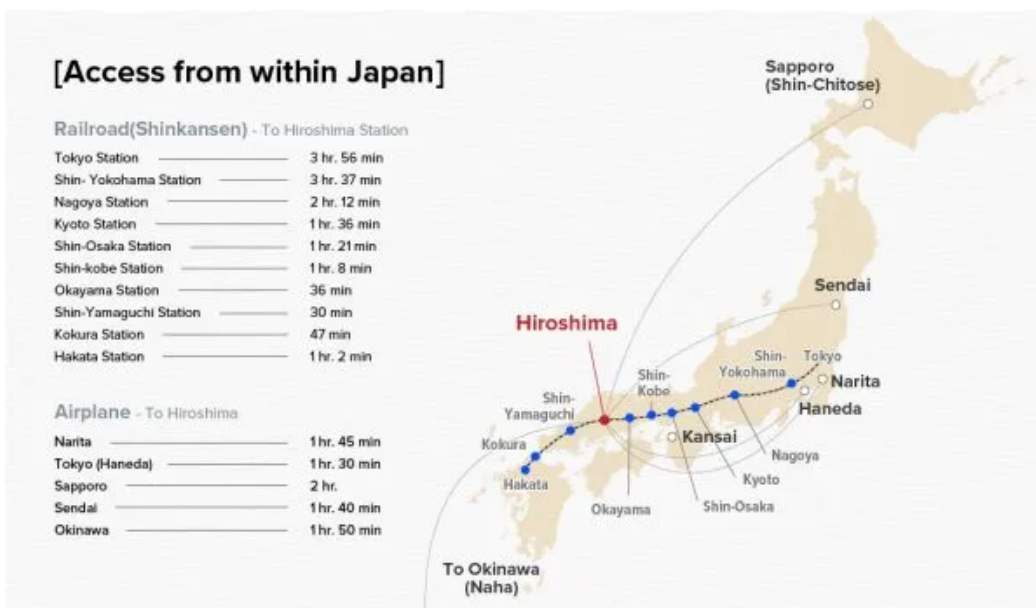 [Access from within Japan]
Railroad(Shinkansen) - To Hiroshima Station
Tokyo Station 3 hr. 56 min
Shin- Yokohama Station 3 hr. 37 min
Nagoya Station 2 hr. 12 min
Kyoto Station 1 hr. 36 min
Shin-Osaka Station 1 hr. 21 min
Shin-kobe Station 1 hr. 8 min
Okayama Station 36 min
Shin-Yamaguchi Station 30 min
Kokura Station 47 min
Hakata Station 1 hr. 2 min
Airplane - To Hiroshima
Narita 1 hr. 45 min
Tokyo (Haneda) 1 hr. 30 min
Sapporo 2 hr.
Sendai 1 hr. 40 min
Okinawa 1 hr. 50 min
Sapporo
(Shin-Chitose)
Sendai
Hiroshima
Shin-
Yokohama
Tokyo
Narita
Haneda
Shin-
Kobe
Shin-
Yamaguchi
Kansai
Kokura
Nagoya
Hakata
Kyoto
Okayama
Shin-Osaka
To Okinawa
(Naha)